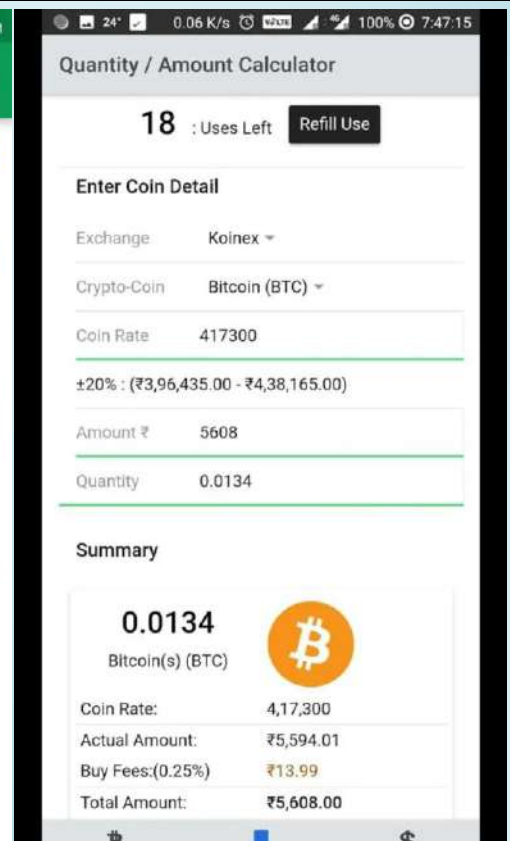 24° 0.06 K/s VoLTE 4G 100% 7:47:15
Quantity / Amount Calculator
18 : Uses Left Refill Use
Enter Coin Detail
Exchange Koinex
Crypto-Coin Bitcoin (BTC)
Coin Rate 417300
±20% : (₹3,96,435.00 - ₹4,38,165.00)
Amount ₹ 5608
Quantity 0.0134
Summary
0.0134
Bitcoin(s) (BTC)
Coin Rate: 4,17,300
Actual Amount: ₹5,594.01
Buy Fees:(0.25%) ₹13.99
Total Amount: ₹5,608.00